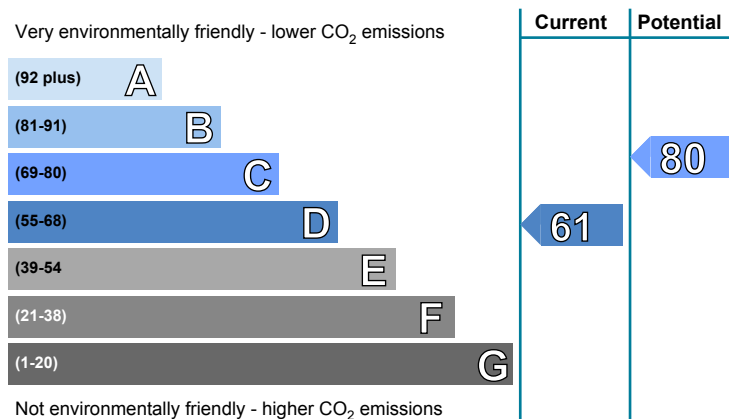 Very environmentally friendly - lower CO₂ emissions
Current
Potential
(92 plus) A
(81-91) B
(69-80) C
80
(55-68) D
61
(39-54 E
(21-38) F
(1-20) G
Not environmentally friendly - higher CO₂ emissions